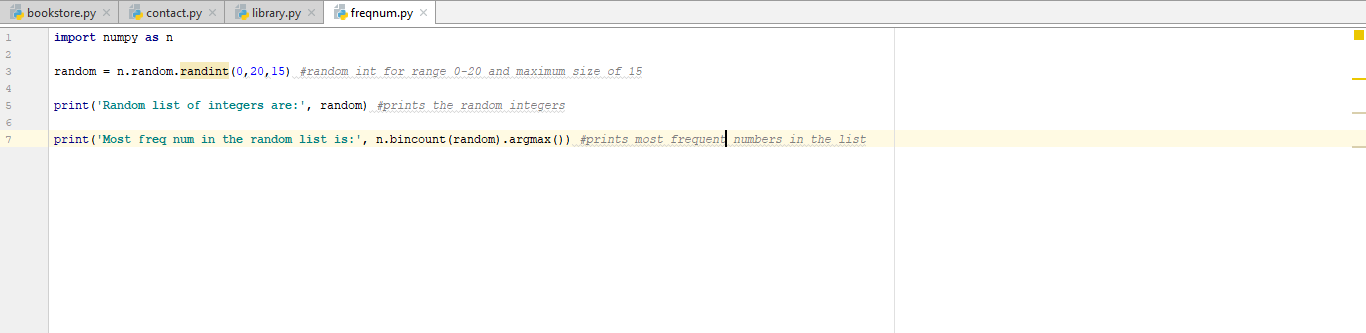 bookstore.py contact.py library.py freqnum.py
1 import numpy as n
2
3 random = n.random.randint(0,20,15) #random int for range 0-20 and maximum size of 15
4
5 print('Random list of integers are:', random) #prints the random integers
6
7 print('Most freq num in the random list is:', n.bincount(random).argmax()) #prints most frequent numbers in the list